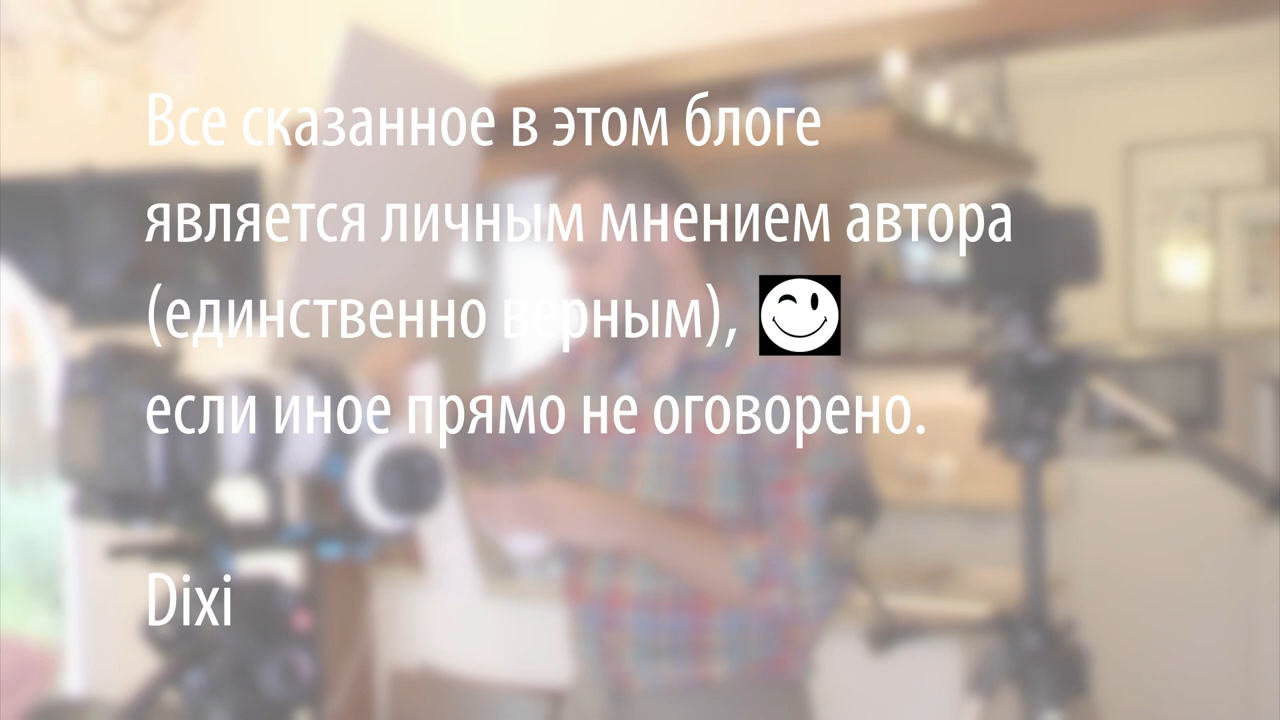 Все сказанное в этом блоге
является личным мнением автора
(единственно верным),
если иное прямо не оговорено.
Dixi